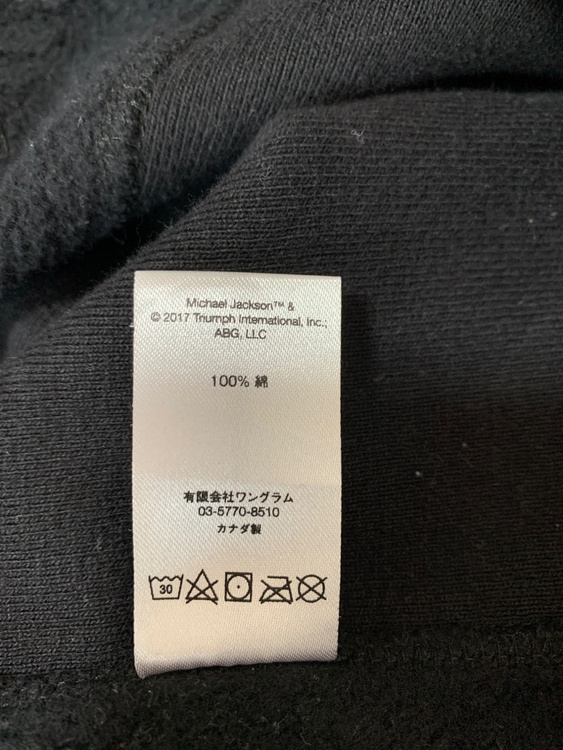 Michael Jackson™ &
© 2017 Triumph International, Inc.;
ABG, LLC
100% 綿
有限会社ワングラム
03-5770-8510
カナダ製
30